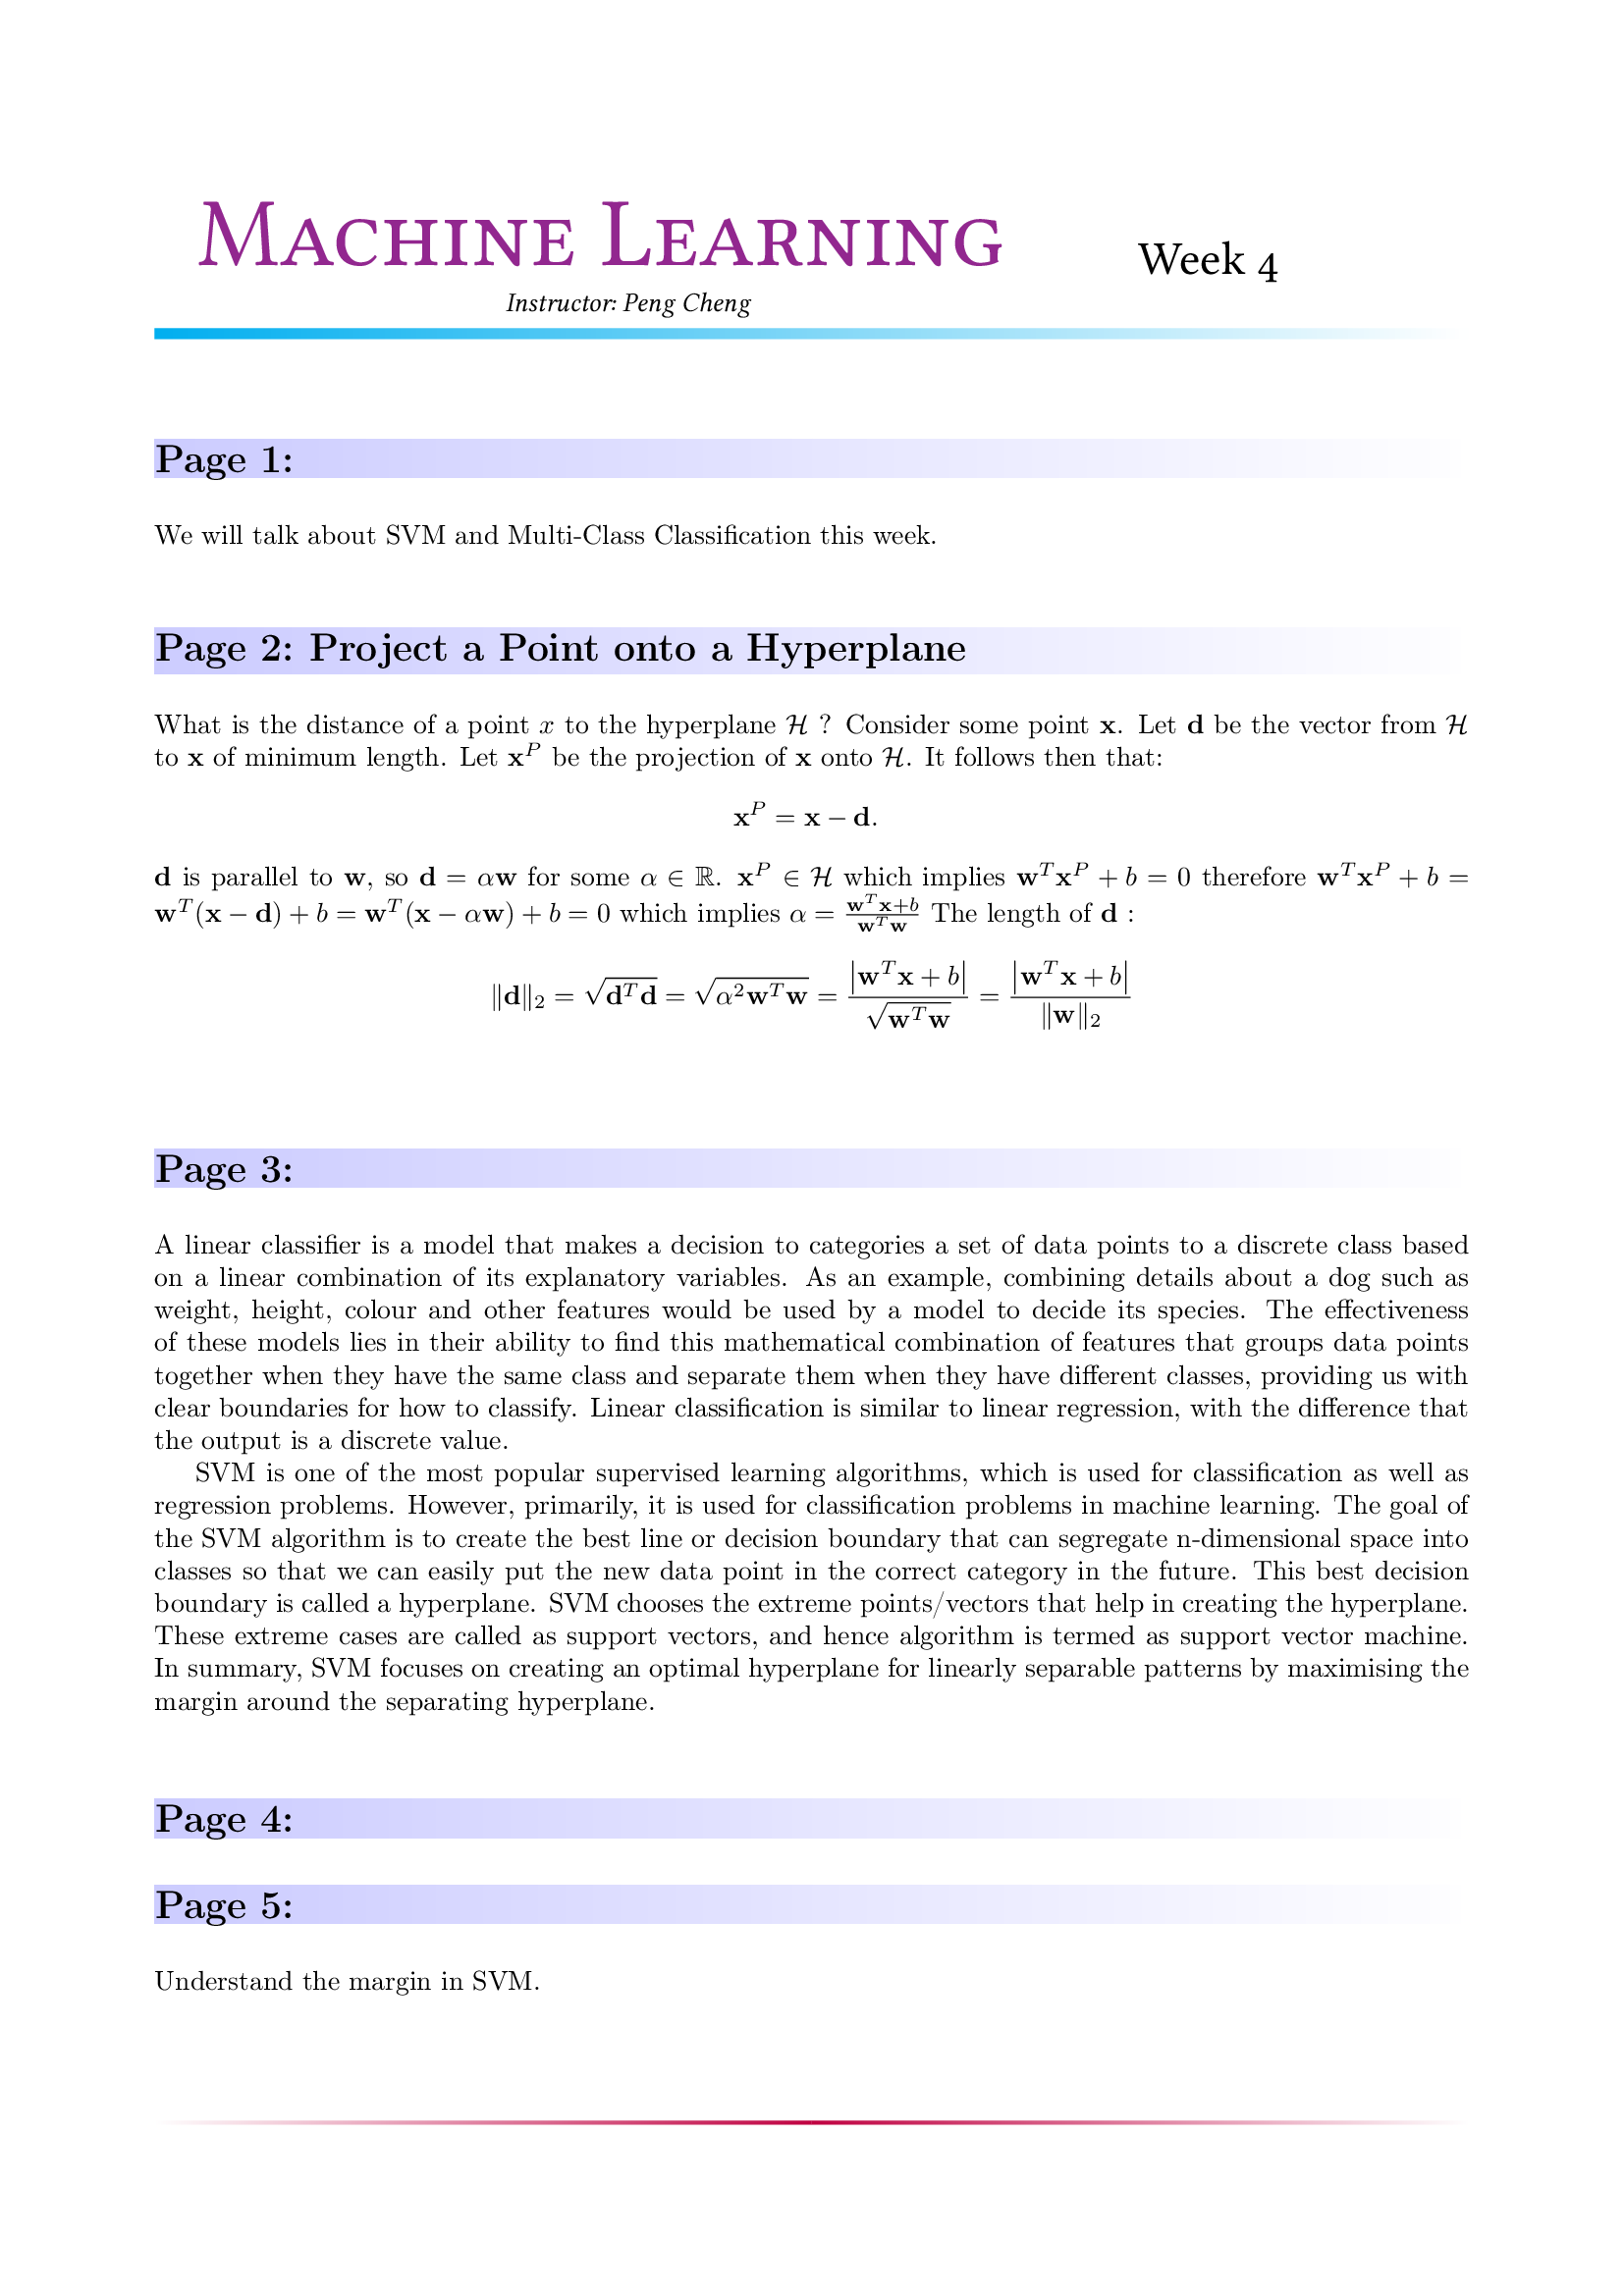 Machine Learning
Week 4
Instructor: Peng Cheng
Page 1:
We will talk about SVM and Multi-Class Classification this week.
Page 2: Project a Point onto a Hyperplane
What is the distance of a point x to the hyperplane ℋ ? Consider some point **x**. Let **d** be the vector from ℋ
to **x** of minimum length. Let **x**^P be the projection of **x** onto ℋ. It follows then that:
**x**^P = **x** − **d**.
**d** is parallel to **w**, so **d** = α**w** for some α ∈ ℝ. **x**^P ∈ ℋ which implies **w**^T **x**^P + b = 0 therefore **w**^T **x**^P + b =
**w**^T(**x** − **d**) + b = **w**^T(**x** − α**w**) + b = 0 which implies α = \frac{**w**^T **x**+b}{**w**^T **w**} The length of **d** :
‖**d**‖₂ = √(**d**^T **d**) = √(α² **w**^T **w**) = \frac{|**w**^T **x** + b|}{√(**w**^T **w**)} = \frac{|**w**^T **x** + b|}{‖**w**‖₂}
Page 3:
A linear classifier is a model that makes a decision to categories a set of data points to a discrete class based
on a linear combination of its explanatory variables. As an example, combining details about a dog such as
weight, height, colour and other features would be used by a model to decide its species. The effectiveness
of these models lies in their ability to find this mathematical combination of features that groups data points
together when they have the same class and separate them when they have different classes, providing us with
clear boundaries for how to classify. Linear classification is similar to linear regression, with the difference that
the output is a discrete value.
SVM is one of the most popular supervised learning algorithms, which is used for classification as well as
regression problems. However, primarily, it is used for classification problems in machine learning. The goal of
the SVM algorithm is to create the best line or decision boundary that can segregate n-dimensional space into
classes so that we can easily put the new data point in the correct category in the future. This best decision
boundary is called a hyperplane. SVM chooses the extreme points/vectors that help in creating the hyperplane.
These extreme cases are called as support vectors, and hence algorithm is termed as support vector machine.
In summary, SVM focuses on creating an optimal hyperplane for linearly separable patterns by maximising the
margin around the separating hyperplane.
Page 4:
Page 5:
Understand the margin in SVM.